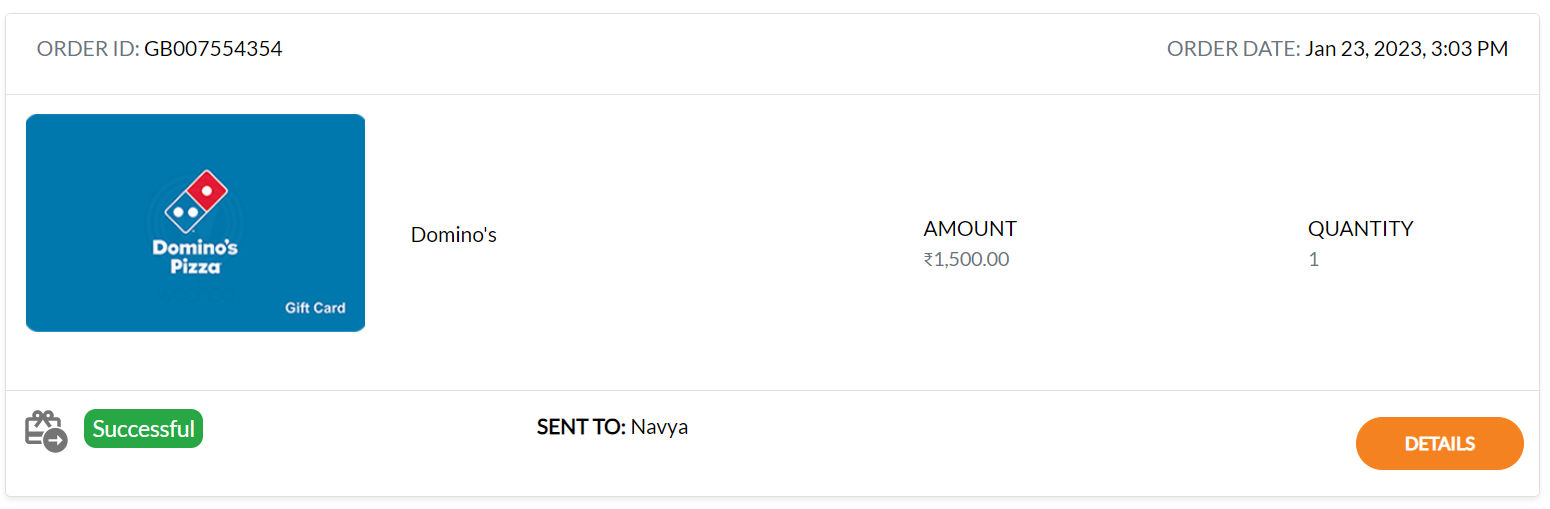 ORDER ID: GB007554354
ORDER DATE: Jan 23, 2023, 3:03 PM
Domino's
Pizza
Gift Card
Domino's
AMOUNT
₹1,500.00
QUANTITY
1
Successful
SENT TO: Navya
DETAILS